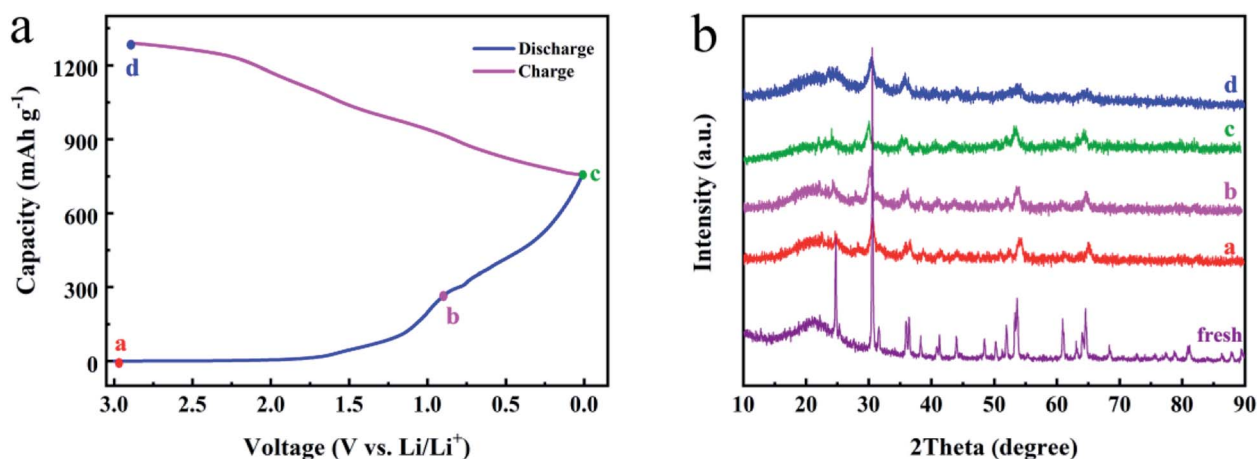 a
1200
900
600
300
0
Capacity (mAh g⁻¹)
Discharge
Charge
d
c
b
a
3.0 2.5 2.0 1.5 1.0 0.5 0.0
Voltage (V vs. Li/Li⁺)
b
Intensity (a.u.)
d
c
b
a
fresh
10 20 30 40 50 60 70 80 90
2Theta (degree)